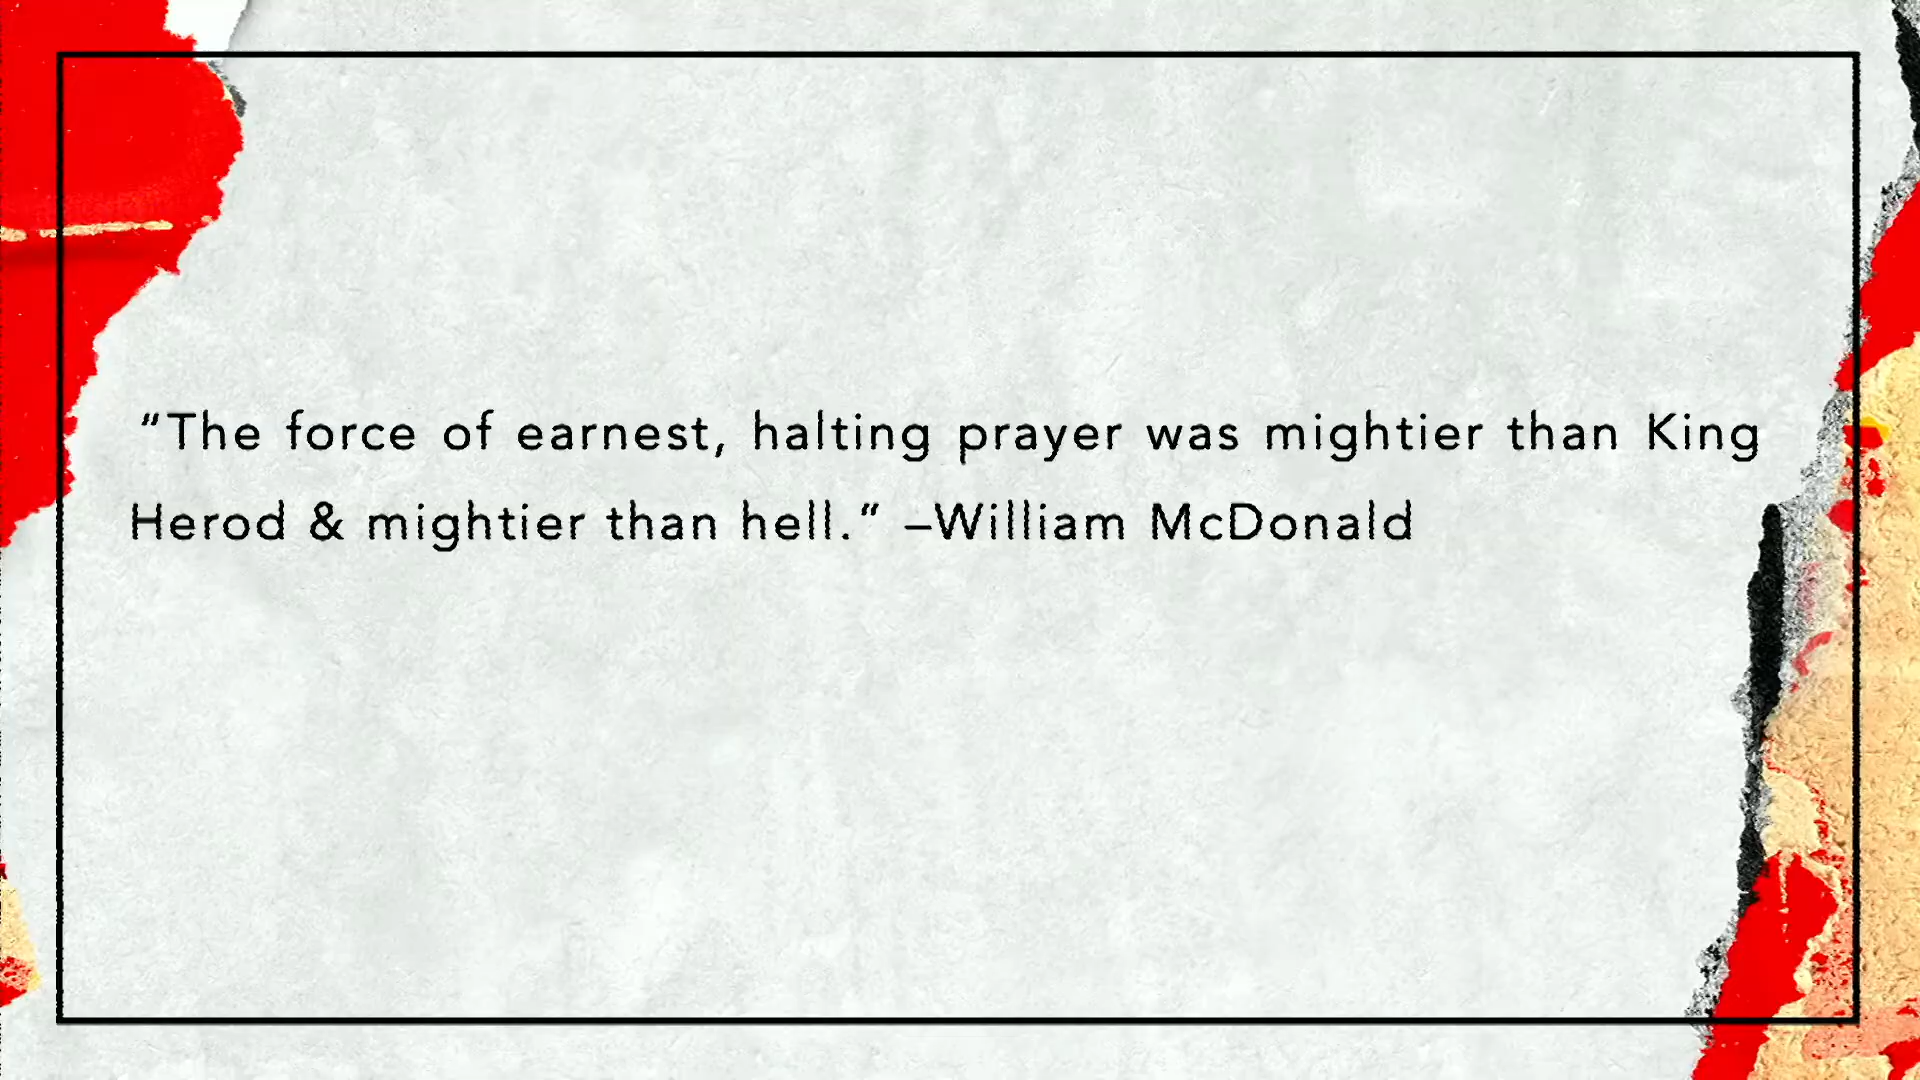 “The force of earnest, halting prayer was mightier than King
Herod & mightier than hell.” –William McDonald